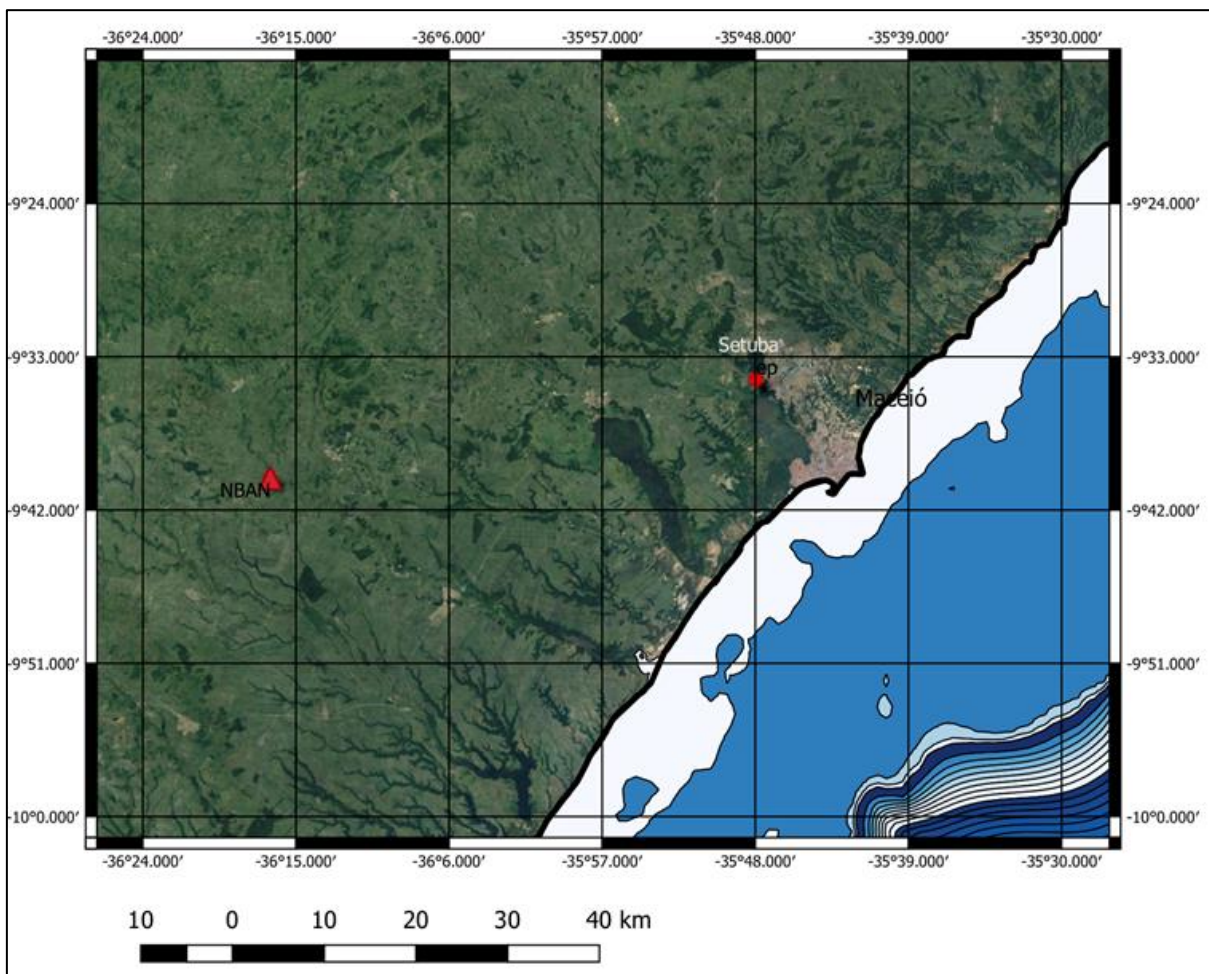 -36°24.000′ -36°15.000′ -36°6.000′ -35°57.000′ -35°48.000′ -35°39.000′ -35°30.000′
-9°24.000′ -9°24.000′
-9°33.000′ -9°33.000′
Setuba
ep
Maceió
NBAN
-9°42.000′ -9°42.000′
-9°51.000′ -9°51.000′
-10°0.000′ -10°0.000′
-36°24.000′ -36°15.000′ -36°6.000′ -35°57.000′ -35°48.000′ -35°39.000′ -35°30.000′
10 0 10 20 30 40 km